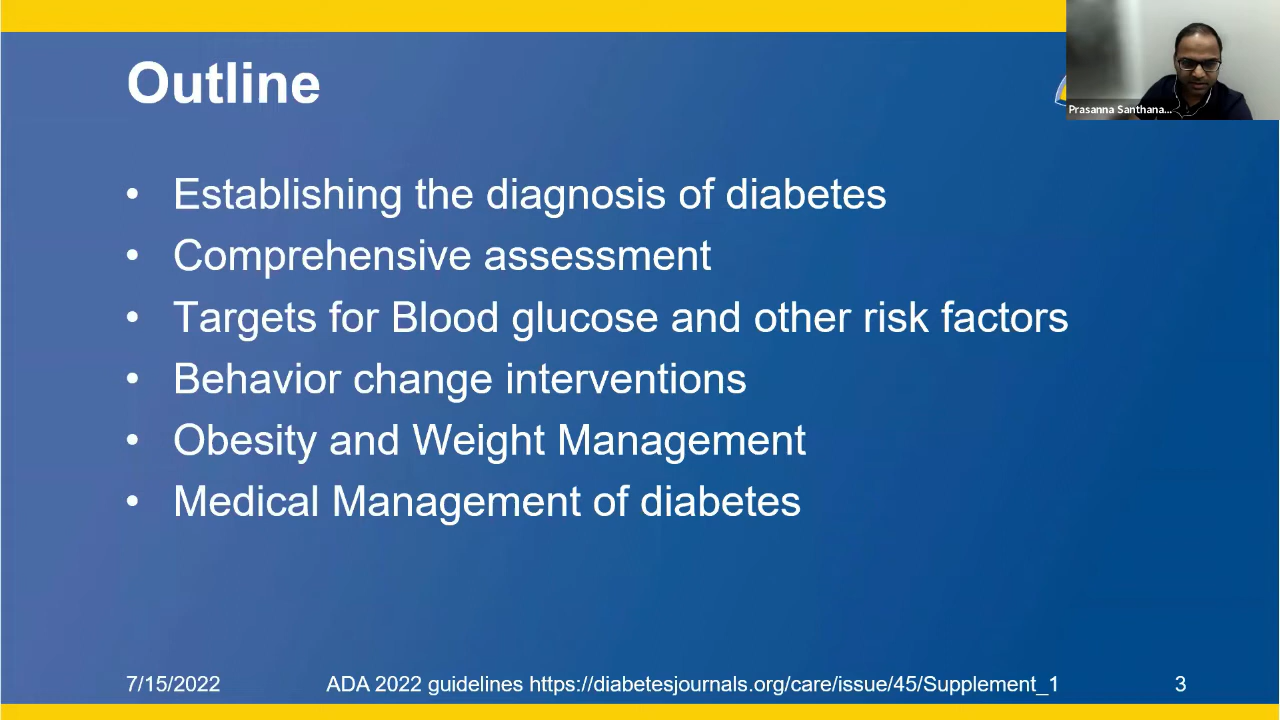 Outline
Prasanna Santhana...
• Establishing the diagnosis of diabetes
• Comprehensive assessment
• Targets for Blood glucose and other risk factors
• Behavior change interventions
• Obesity and Weight Management
• Medical Management of diabetes
7/15/2022 ADA 2022 guidelines https://diabetesjournals.org/care/issue/45/Supplement_1 3